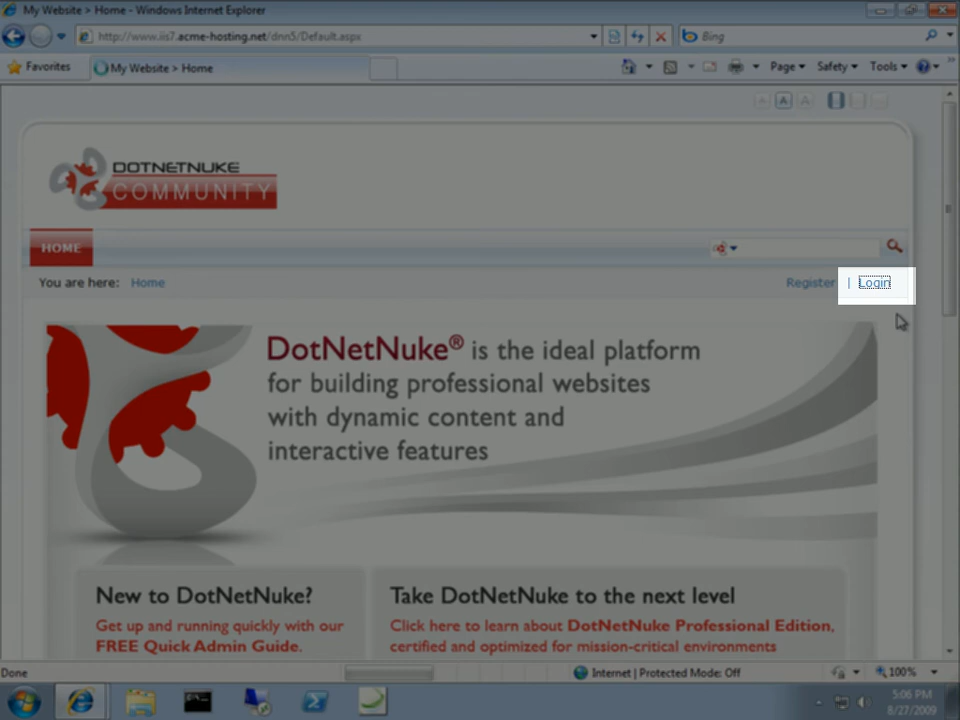 My Website > Home - Windows Internet Explorer
http://www.iis7.acme-hosting.net/dnn5/Default.aspx
Bing
Favorites
My Website > Home
Page
Safety
Tools
A A A
DOTNETNUKE
COMMUNITY
HOME
You are here: Home
Register | Login
DotNetNuke® is the ideal platform
for building professional websites
with dynamic content and
interactive features
New to DotNetNuke?
Get up and running quickly with our
FREE Quick Admin Guide.
Take DotNetNuke to the next level
Click here to learn about DotNetNuke Professional Edition,
certified and optimized for mission-critical environments
Done
Internet | Protected Mode: Off
100%
5:06 PM
8/27/2009